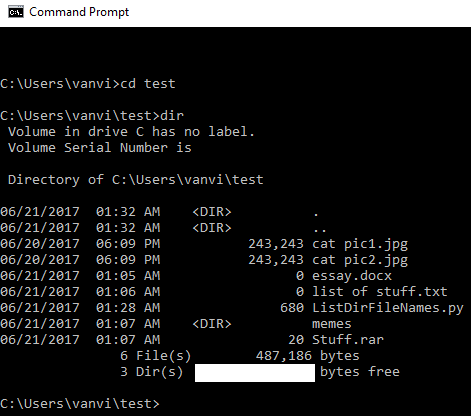 Command Prompt
C:\Users\vanvi>cd test
C:\Users\vanvi\test>dir
Volume in drive C has no label.
Volume Serial Number is
Directory of C:\Users\vanvi\test
06/21/2017 01:32 AM <DIR> .
06/21/2017 01:32 AM <DIR> ..
06/20/2017 06:09 PM 243,243 cat pic1.jpg
06/20/2017 06:09 PM 243,243 cat pic2.jpg
06/21/2017 01:05 AM 0 essay.docx
06/21/2017 01:06 AM 0 list of stuff.txt
06/21/2017 01:28 AM 680 ListDirFileNames.py
06/21/2017 01:07 AM <DIR> memes
06/21/2017 01:07 AM 20 Stuff.rar
6 File(s) 487,186 bytes
3 Dir(s) bytes free
C:\Users\vanvi\test>